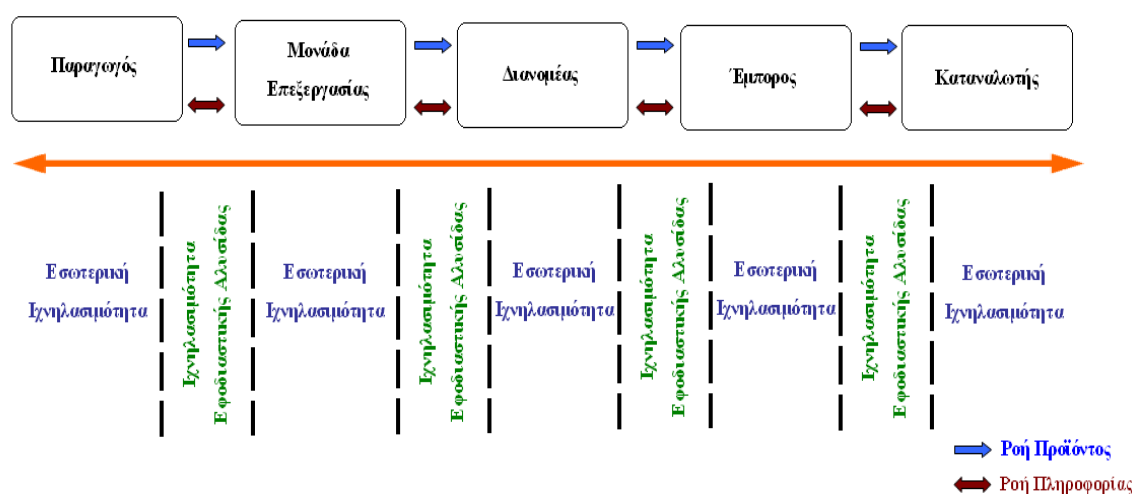 Παραγωγός
Μονάδα
Επεξεργασίας
Διανομέας
Έμπορος
Καταναλωτής
Εσωτερική
Ιχνηλασιμότητα
Ιχνηλασιμότητα
Εφοδιαστικής Αλυσίδας
Εσωτερική
Ιχνηλασιμότητα
Ιχνηλασιμότητα
Εφοδιαστικής Αλυσίδας
Εσωτερική
Ιχνηλασιμότητα
Ιχνηλασιμότητα
Εφοδιαστικής Αλυσίδας
Εσωτερική
Ιχνηλασιμότητα
Ιχνηλασιμότητα
Εφοδιαστικής Αλυσίδας
Εσωτερική
Ιχνηλασιμότητα
Ροή Προϊόντος
Ροή Πληροφορίας